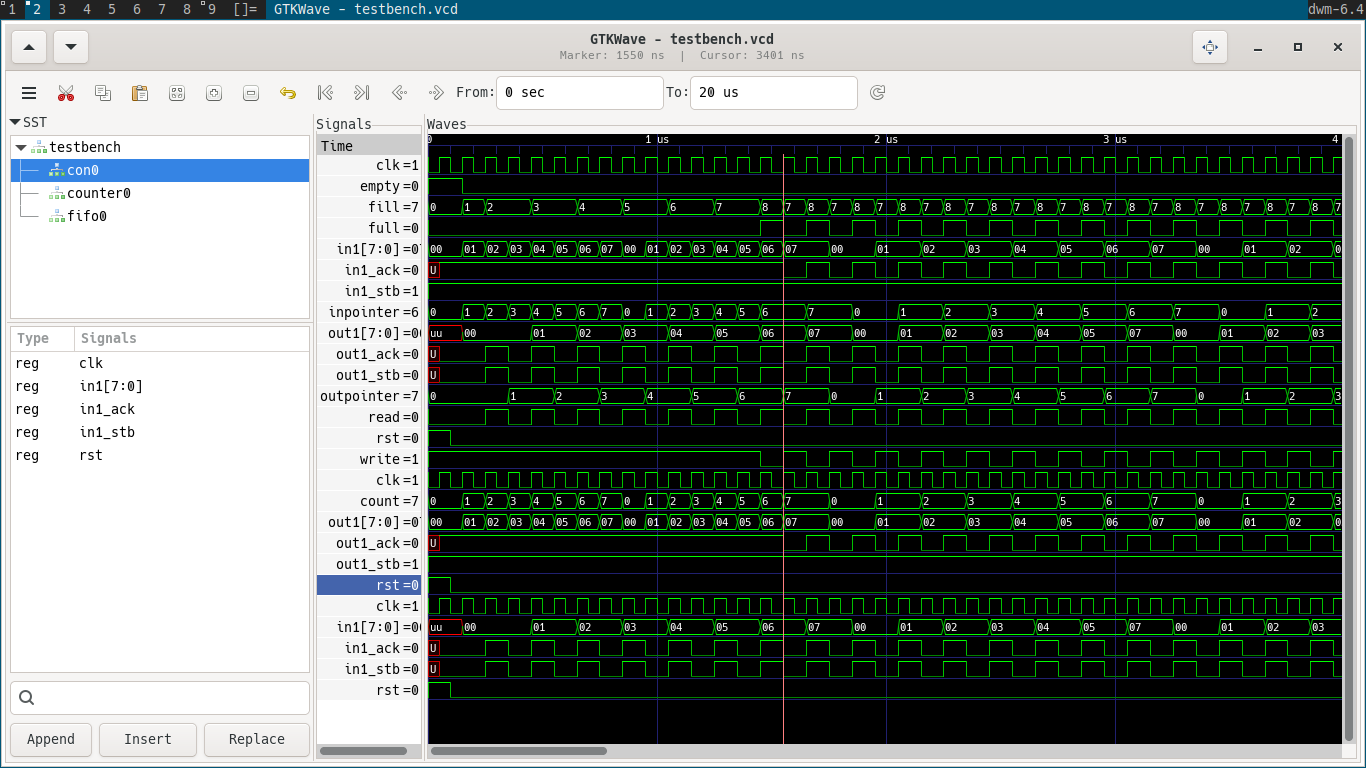 1 2 3 4 5 6 7 8 9 []= GTKWave - testbench.vcd dwm-6.4
GTKWave - testbench.vcd
Marker: 1550 ns | Cursor: 3401 ns
From: 0 sec To: 20 us
SST
testbench
con0
counter0
fifo0
Type Signals
reg clk
reg in1[7:0]
reg in1_ack
reg in1_stb
reg rst
Append Insert Replace
Signals
Time
clk=1
empty=0
fill=7
full=0
in1[7:0]=0
in1_ack=0
in1_stb=1
inpointer=6
out1[7:0]=0
out1_ack=0
out1_stb=0
outpointer=7
read=0
rst=0
write=1
clk=1
count=7
out1[7:0]=0
out1_ack=0
out1_stb=1
rst=0
clk=1
in1[7:0]=0
in1_ack=0
in1_stb=0
rst=0
Waves
0 1 us 2 us 3 us 4
0 1 2 3 4 5 6 7 8 7 8 7 8 7 8 7 8 7 8 7 8 7 8 7 8 7 8 7 8 7 8 7 8 7
00 01 02 03 04 05 06 07 00 01 02 03 04 05 06 07 00 01 02 03 04 05 06 07 00 01 02 0
U
0 1 2 3 4 5 6 7 0 1 2 3 4 5 6 7 0 1 2 3 4 5 6 7 0 1 2
uu 00 01 02 03 04 05 06 07 00 01 02 03 04 05 07 00 01 02 03
U
U
0 1 2 3 4 5 6 7 0 1 2 3 4 5 6 7 0 1 2 3
0 1 2 3 4 5 6 7 0 1 2 3 4 5 6 7 0 1 2 3 4 5 6 7 0 1 2 3
00 01 02 03 04 05 06 07 00 01 02 03 04 05 06 07 00 01 02 03 04 05 06 07 00 01 02 0
U
uu 00 01 02 03 04 05 06 07 00 01 02 03 04 05 07 00 01 02 03
U
U